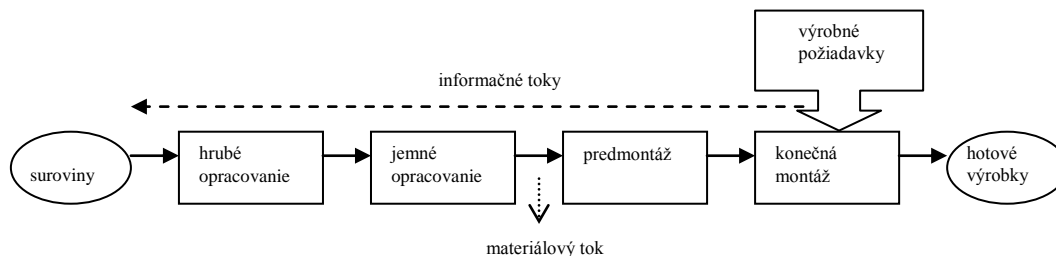 výrobné
požiadavky
informačné toky
suroviny
hrubé
opracovanie
jemné
opracovanie
predmontáž
konečná
montáž
hotové
výrobky
materiálový tok